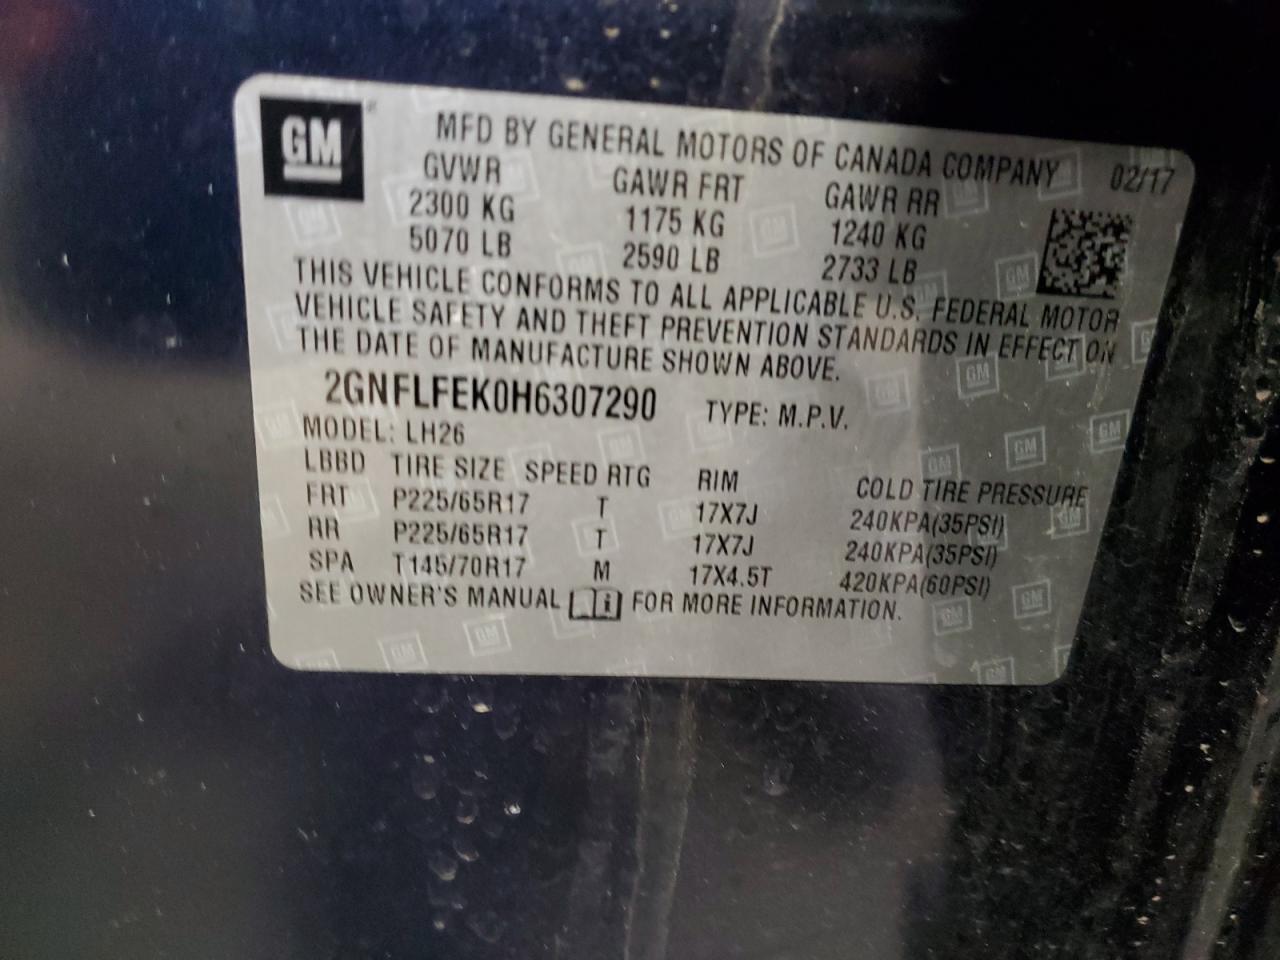 GM
MFD BY GENERAL MOTORS OF CANADA COMPANY 02/17
GVWR GAWR FRT GAWR RR
2300 KG 1175 KG 1240 KG
5070 LB 2590 LB 2733 LB
THIS VEHICLE CONFORMS TO ALL APPLICABLE U.S. FEDERAL MOTOR
VEHICLE SAFETY AND THEFT PREVENTION STANDARDS IN EFFECT ON
THE DATE OF MANUFACTURE SHOWN ABOVE.
2GNFLFEK0H6307290 TYPE: M.P.V.
MODEL: LH26
LBBD TIRE SIZE SPEED RTG RIM COLD TIRE PRESSURE
FRT P225/65R17 T 17X7J 240KPA(35PSI)
RR P225/65R17 T 17X7J 240KPA(35PSI)
SPA T145/70R17 M 17X4.5T 420KPA(60PSI)
SEE OWNER'S MANUAL i FOR MORE INFORMATION.